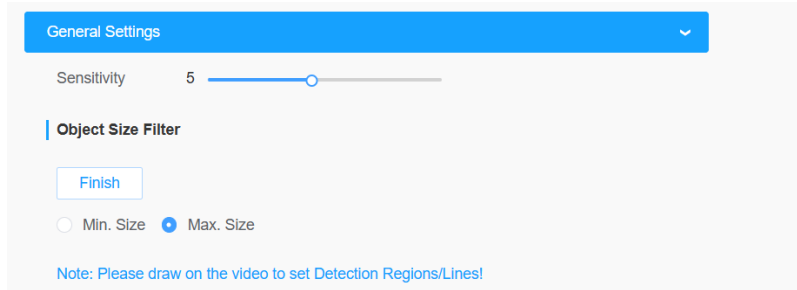 General Settings
Sensitivity 5
Object Size Filter
Finish
Min. Size Max. Size
Note: Please draw on the video to set Detection Regions/Lines!